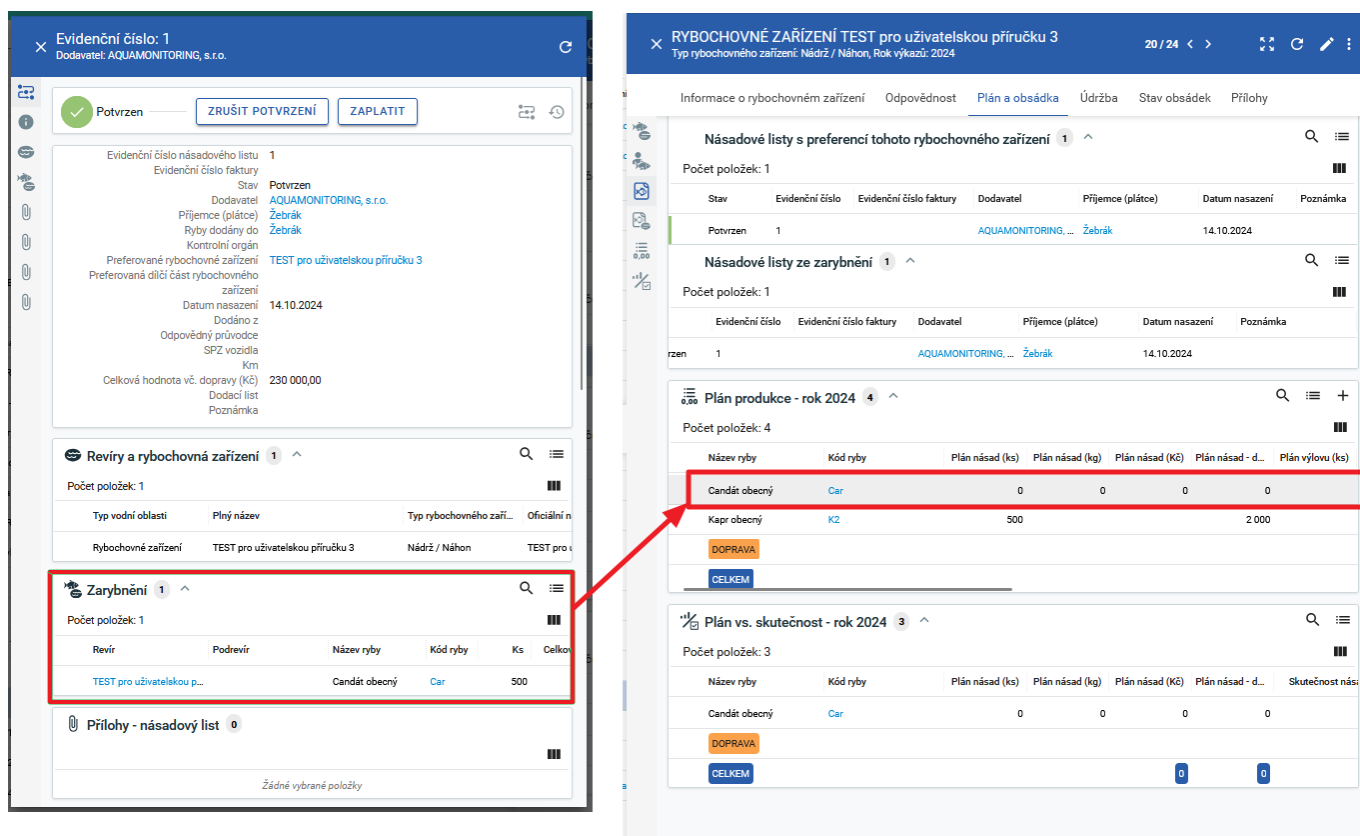 Evidenční číslo: 1
Dodavatel: AQUAMONITORING, s.r.o.
Potvrzen ZRUŠIT POTVRZENÍ ZAPLATIT
Evidenční číslo násadového listu 1
Evidenční číslo faktury
Stav Potvrzen
Dodavatel AQUAMONITORING, s.r.o.
Příjemce (plátce) Žebrák
Ryby dodány do Žebrák
Kontrolní orgán
Preferované rybochovné zařízení TEST pro uživatelskou příručku 3
Preferovaná dílčí část rybochovného
zařízení
Datum nasazení 14.10.2024
Dodáno z
Odpovědný průvodce
SPZ vozidla
Km
Celková hodnota vč. dopravy (Kč) 230 000,00
Dodací list
Poznámka
Revíry a rybochovná zařízení 1
Počet položek: 1
Typ vodní oblasti Plný název Typ rybochovného zaří... Oficiální n
Rybochovné zařízení TEST pro uživatelskou příručku 3 Nádrž / Náhon TEST pro u
Zarybnění 1
Počet položek: 1
Revír Podrevír Název ryby Kód ryby Ks Celkov
TEST pro uživatelskou p... Candát obecný Car 500
Přílohy - násadový list 0
Žádné vybrané položky
RYBOCHOVNÉ ZAŘÍZENÍ TEST pro uživatelskou příručku 3 20 / 24
Typ rybochovného zařízení: Nádrž / Náhon, Rok výkazů: 2024
Informace o rybochovném zařízení Odpovědnost Plán a obsádka Údržba Stav obsádek Přílohy
Násadové listy s preferencí tohoto rybochovného zařízení 1
Počet položek: 1
Stav Evidenční číslo Evidenční číslo faktury Dodavatel Příjemce (plátce) Datum nasazení Poznámka
Potvrzen 1 AQUAMONITORING, ... Žebrák 14.10.2024
Násadové listy ze zarybnění 1
Počet položek: 1
Evidenční číslo Evidenční číslo faktury Dodavatel Příjemce (plátce) Datum nasazení Poznámka
rzen 1 AQUAMONITORING, ... Žebrák 14.10.2024
Plán produkce - rok 2024 4
Počet položek: 4
Název ryby Kód ryby Plán násad (ks) Plán násad (kg) Plán násad (Kč) Plán násad - d... Plán výlovu (ks)
Candát obecný Car 0 0 0 0
Kapr obecný K2 500 2 000
DOPRAVA
CELKEM
Plán vs. skutečnost - rok 2024 3
Počet položek: 3
Název ryby Kód ryby Plán násad (ks) Plán násad (kg) Plán násad (Kč) Plán násad - d... Skutečnost nása
Candát obecný Car 0 0 0 0
DOPRAVA
CELKEM 0 0